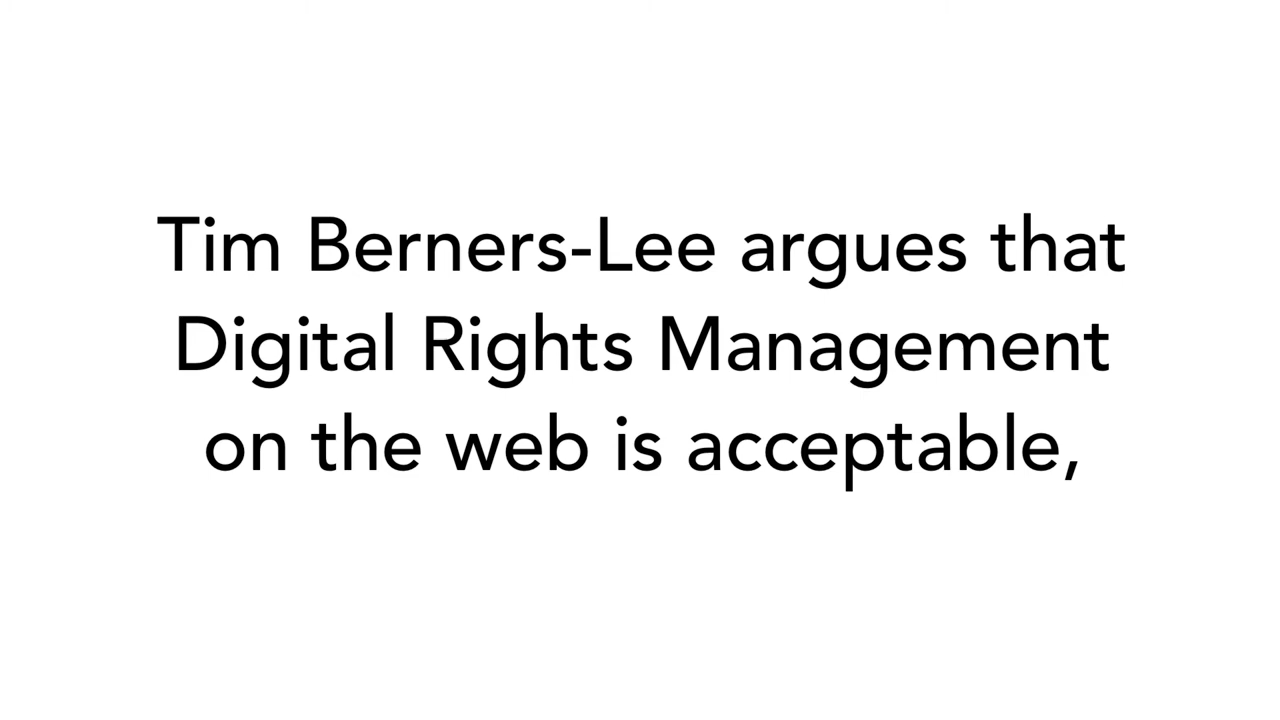 Tim Berners-Lee argues that
Digital Rights Management
on the web is acceptable,